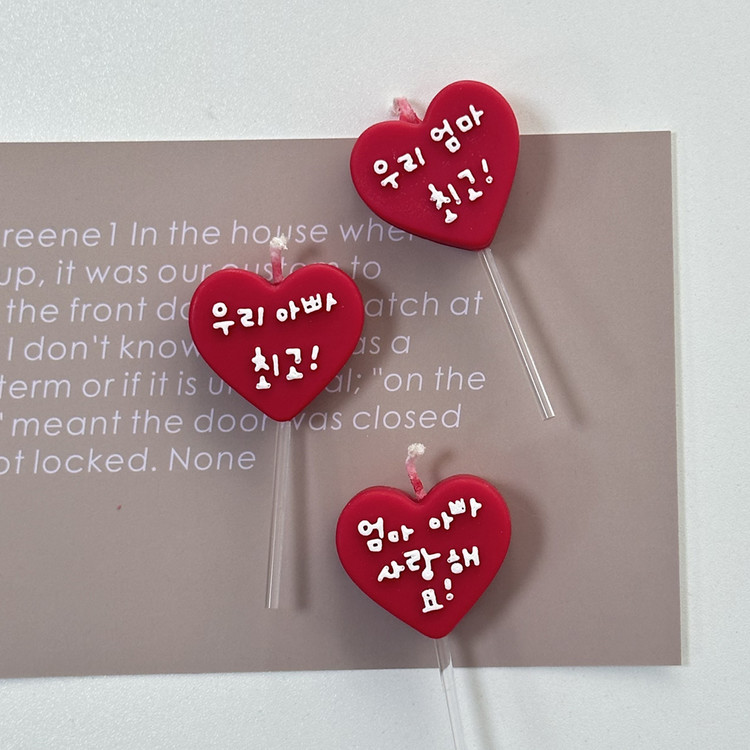 우리 엄마
최고!
우리 아빠
최고!
엄마 아빠
사랑해
요!
reene1 In the house whe
up, it was our custom to
the front do atch at
I don't know as a
term or if it is u al; "on the
" meant the door was closed
ot locked. None